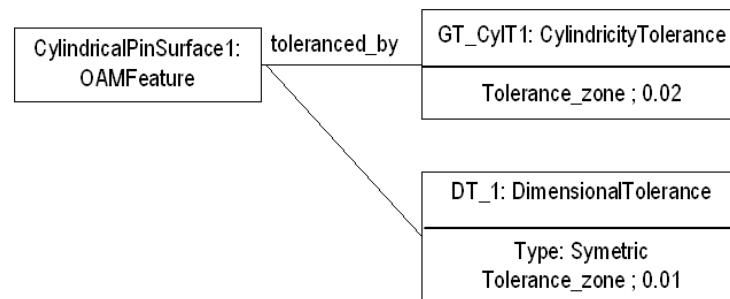 CylindricalPinSurface1:
OAMFeature
toleranced_by
GT_CylT1: CylindricityTolerance
Tolerance_zone ; 0.02
DT_1: DimensionalTolerance
Type: Symetric
Tolerance_zone ; 0.01